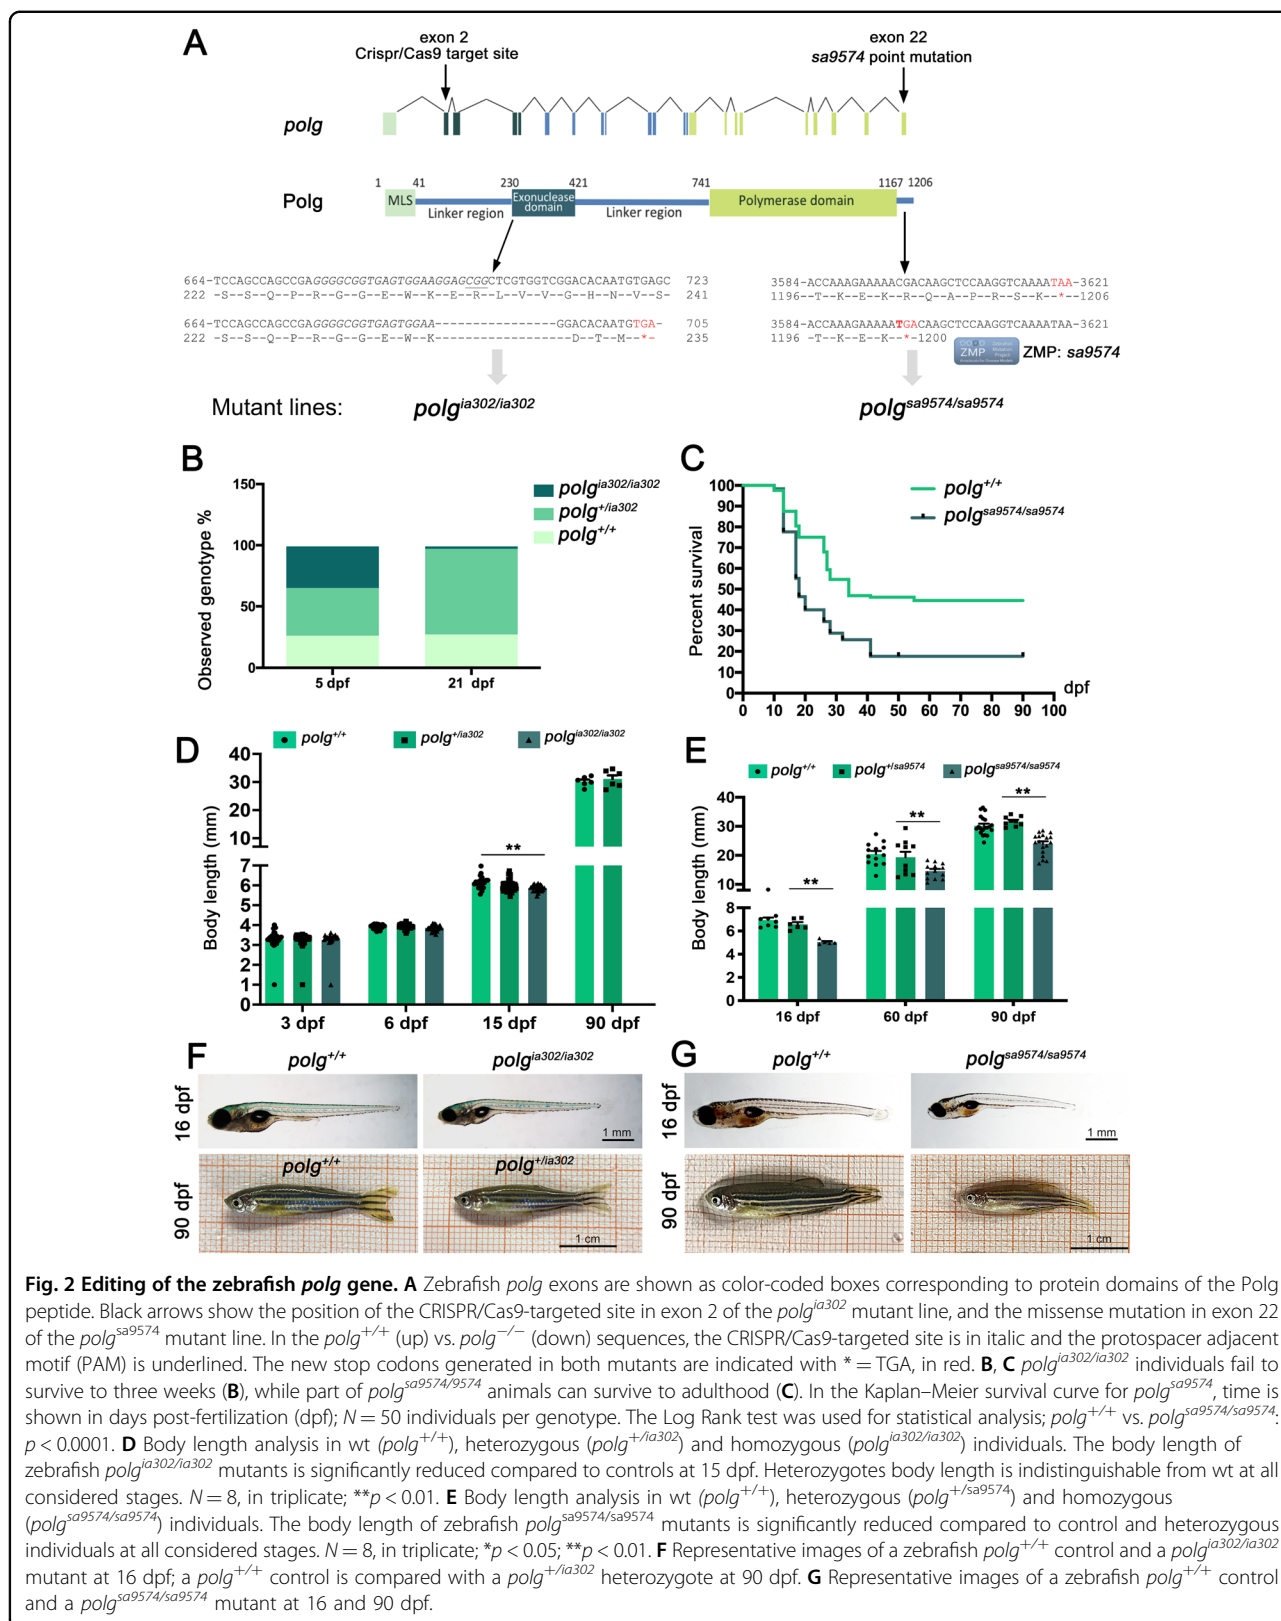 A
exon 2
Crispr/Cas9 target site
exon 22
sa9574 point mutation
polg
1 41 230 421 741 1167 1206
Polg
MLS
Linker region
Exonuclease
domain
Linker region
Polymerase domain
664-TCCAGCCAGCCGAGGGGCGGTGAGTGGAAGGAGCGGCTCGTGGTCGGACACAATGTGAGC 723
222 -S--S--Q--P--R--G--G--E--W--K--E--R--L--V--V--G--H--N--V--S- 241
664-TCCAGCCAGCCGAGGGGCGGTGAGTGGAA---------------GGACACAATGTGA- 705
222 -S--S--Q--P--R--G--G--E--W--K----------------D--T--M--*- 235
3584-ACCAAAGAAAAACGACAAGCTCCAAGGTCAAAATAA-3621
1196--T--K--E--K--R--Q--A--P--R--S--K--*-1206
3584-ACCAAAGAAAAATGACAAGCTCCAAGGTCAAAATAA-3621
1196 -T--K--E--K--*-1200
ZMP
ZMP: sa9574
Mutant lines:
polgia302/ia302
polgsa9574/sa9574
B
Observed genotype %
150
100
50
0
5 dpf
21 dpf
polgia302/ia302
polg+/ia302
polg+/+
C
Percent survival
100
90
80
70
60
50
40
30
20
10
0
0 10 20 30 40 50 60 70 80 90 100
dpf
polg+/+
polgsa9574/sa9574
D
polg+/+
polg+/ia302
polgia302/ia302
Body length (mm)
40
30
20
10
7
6
5
4
3
2
1
0
**
3 dpf
6 dpf
15 dpf
90 dpf
E
polg+/+
polg+/sa9574
polgsa9574/sa9574
Body length (mm)
40
30
20
10
8
6
4
2
0
**
**
**
16 dpf
60 dpf
90 dpf
F
polg+/+
polgia302/ia302
16 dpf
1 mm
90 dpf
polg+/+
polg+/ia302
1 cm
G
polg+/+
polgsa9574/sa9574
16 dpf
1 mm
90 dpf
1 cm
Fig. 2 Editing of the zebrafish polg gene. A Zebrafish polg exons are shown as color-coded boxes corresponding to protein domains of the Polg
peptide. Black arrows show the position of the CRISPR/Cas9-targeted site in exon 2 of the polgia302 mutant line, and the missense mutation in exon 22
of the polgsa9574 mutant line. In the polg+/+ (up) vs. polg−/− (down) sequences, the CRISPR/Cas9-targeted site is in italic and the protospacer adjacent
motif (PAM) is underlined. The new stop codons generated in both mutants are indicated with * = TGA, in red. B, C polgia302/ia302 individuals fail to
survive to three weeks (B), while part of polgsa9574/9574 animals can survive to adulthood (C). In the Kaplan–Meier survival curve for polgsa9574, time is
shown in days post-fertilization (dpf); N = 50 individuals per genotype. The Log Rank test was used for statistical analysis; polg+/+ vs. polgsa9574/sa9574:
p < 0.0001. D Body length analysis in wt (polg+/+), heterozygous (polg+/ia302) and homozygous (polgia302/ia302) individuals. The body length of
zebrafish polgia302/ia302 mutants is significantly reduced compared to controls at 15 dpf. Heterozygotes body length is indistinguishable from wt at all
considered stages. N = 8, in triplicate; **p < 0.01. E Body length analysis in wt (polg+/+), heterozygous (polg+/sa9574) and homozygous
(polgsa9574/sa9574) individuals. The body length of zebrafish polgsa9574/sa9574 mutants is significantly reduced compared to control and heterozygous
individuals at all considered stages. N = 8, in triplicate; *p < 0.05; **p < 0.01. F Representative images of a zebrafish polg+/+ control and a polgia302/ia302
mutant at 16 dpf; a polg+/+ control is compared with a polg+/ia302 heterozygote at 90 dpf. G Representative images of a zebrafish polg+/+ control
and a polgsa9574/sa9574 mutant at 16 and 90 dpf.